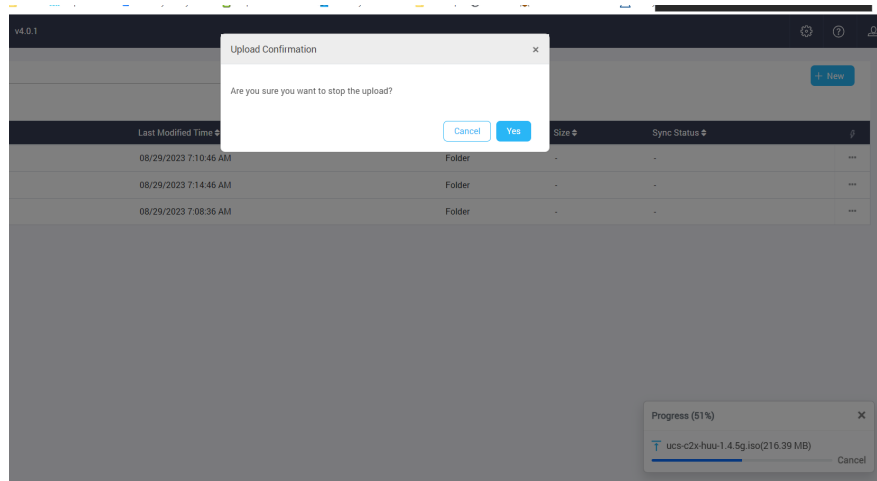 v4.0.1
Upload Confirmation
Are you sure you want to stop the upload?
Cancel Yes
+ New
Last Modified Time Size Sync Status
08/29/2023 7:10:46 AM Folder - -
08/29/2023 7:14:46 AM Folder - -
08/29/2023 7:08:36 AM Folder - -
Progress (51%)
ucs-c2x-huu-1.4.5g.iso(216.39 MB)
Cancel